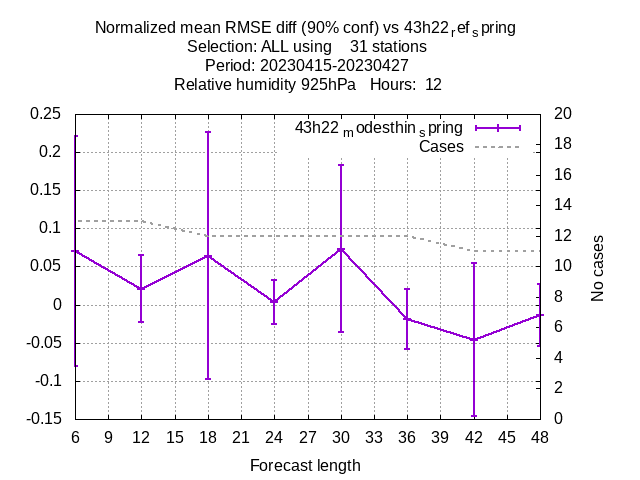 Normalized mean RMSE diff (90% conf) vs 43h22ref spring
Selection: ALL using 31 stations
Period: 20230415-20230427
Relative humidity 925hPa Hours: 12
43h22modesthinspring
Cases
0.25
0.2
0.15
0.1
0.05
0
-0.05
-0.1
-0.15
20
18
16
14
12
10
8
6
4
2
0
No cases
6 9 12 15 18 21 24 27 30 33 36 39 42 45 48
Forecast length